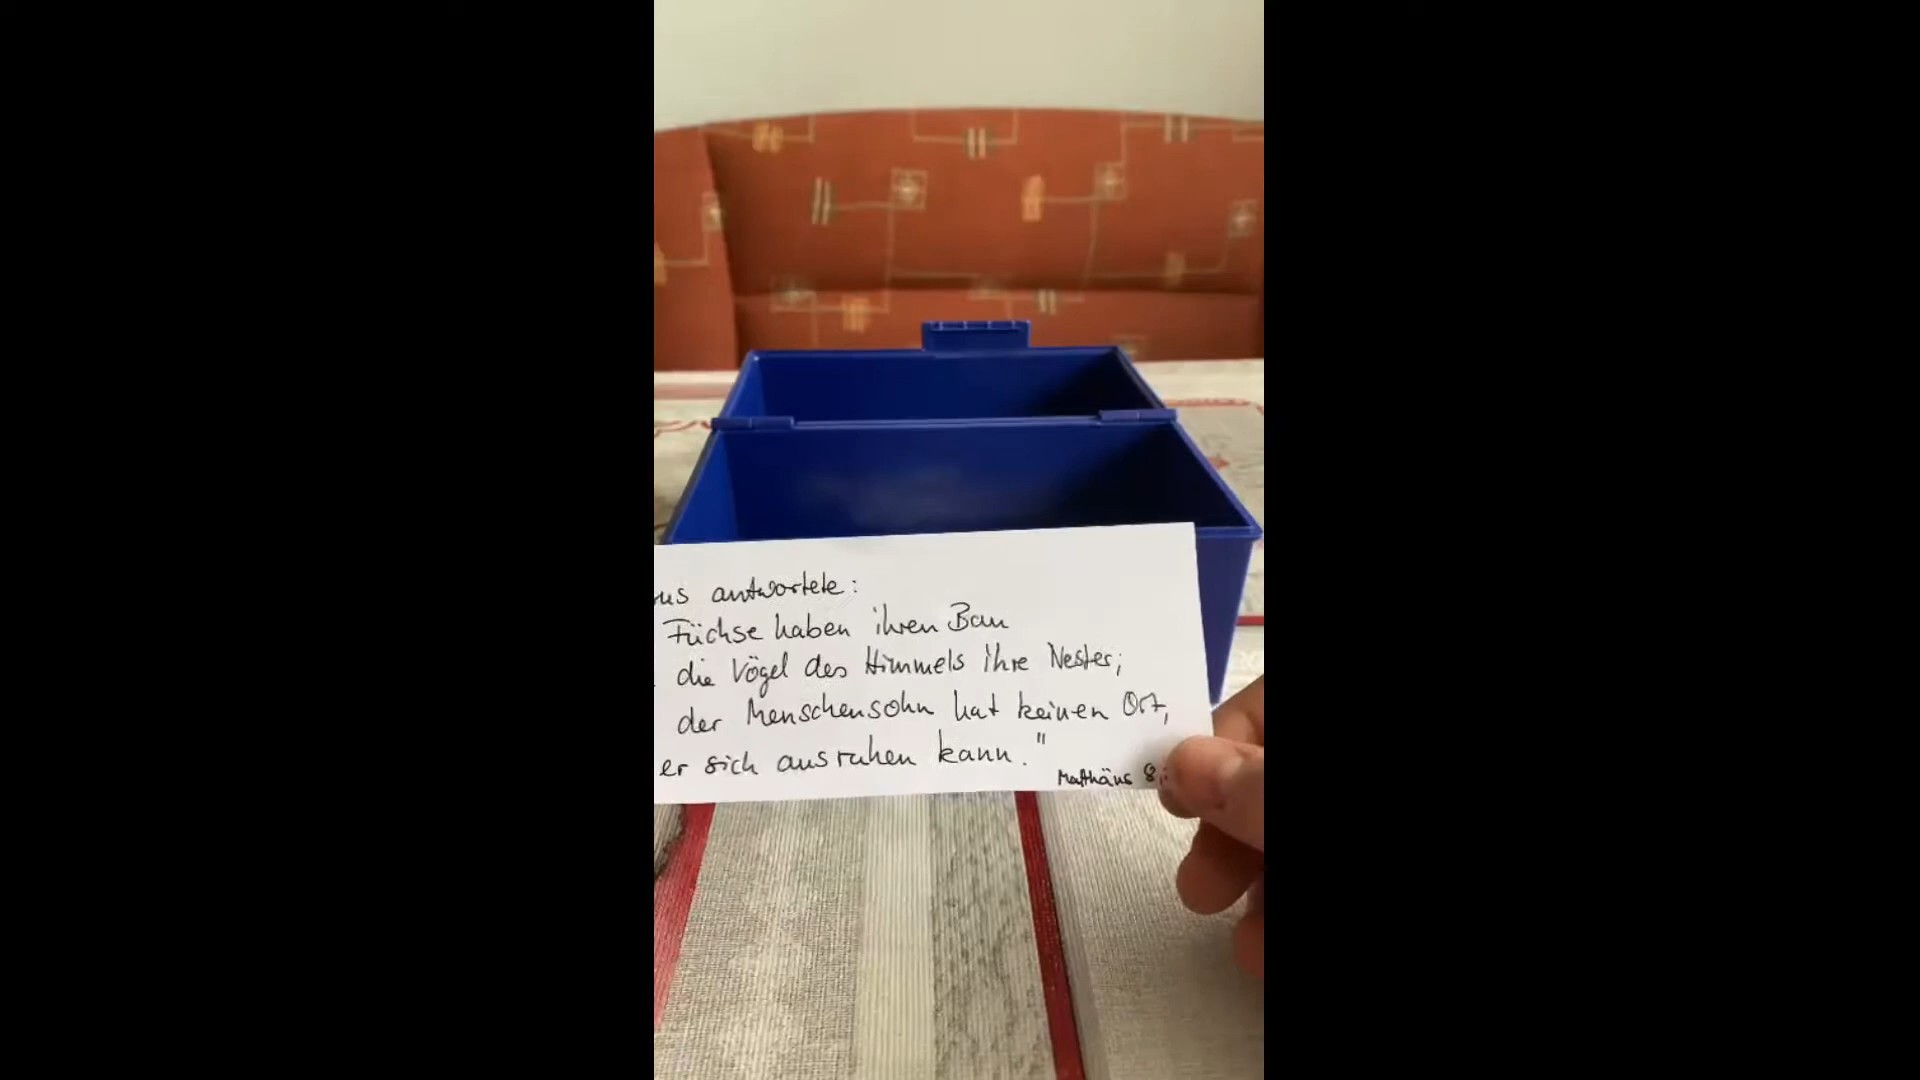 us antwortete:
Füchse haben ihren Bau
die Vögel des Himmels ihre Nester;
der Menschensohn hat keinen Ort,
er sich ausruhen kann."
Matthäus 8,